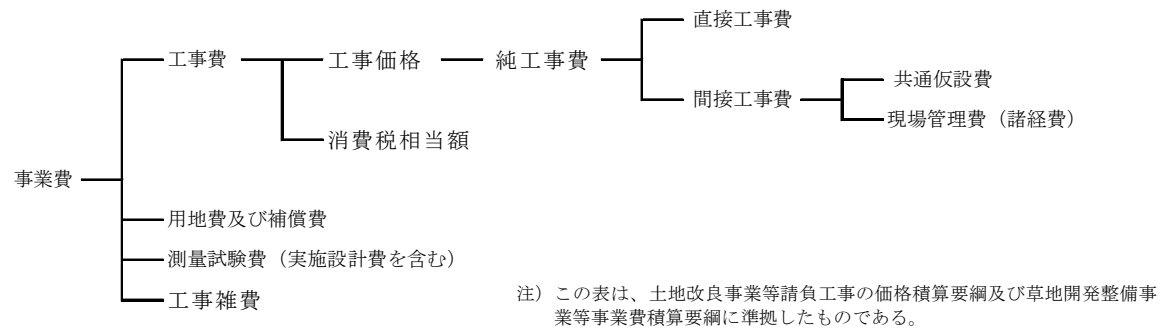 直接工事費
工事費 工事価格 純工事費
間接工事費 共通仮設費
現場管理費（諸経費）
消費税相当額
事業費
用地費及び補償費
測量試験費（実施設計費を含む）
工事雑費
注）この表は、土地改良事業等請負工事の価格積算要綱及び草地開発整備事
業等事業費積算要綱に準拠したものである。